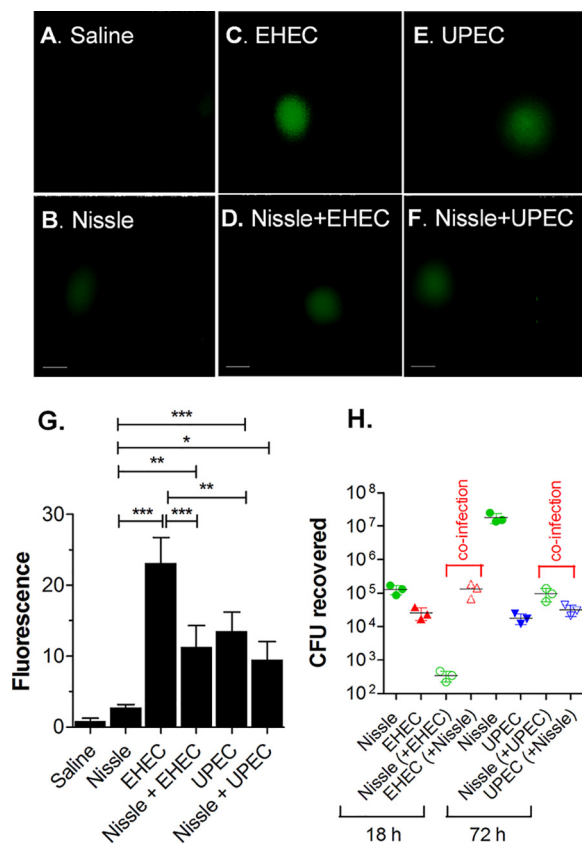 A. Saline
C. EHEC
E. UPEC
B. Nissle
D. Nissle+EHEC
F. Nissle+UPEC
G.
***
*
**
**
*** ***
30
20
10
0
Fluorescence
Saline
Nissle
EHEC
Nissle + EHEC
UPEC
Nissle + UPEC
H.
co-infection
co-infection
10⁸
10⁷
10⁶
10⁵
10⁴
10³
10²
CFU recovered
Nissle
EHEC
Nissle (+EHEC)
EHEC (+Nissle)
Nissle
UPEC
Nissle (+UPEC)
UPEC (+Nissle)
18 h
72 h